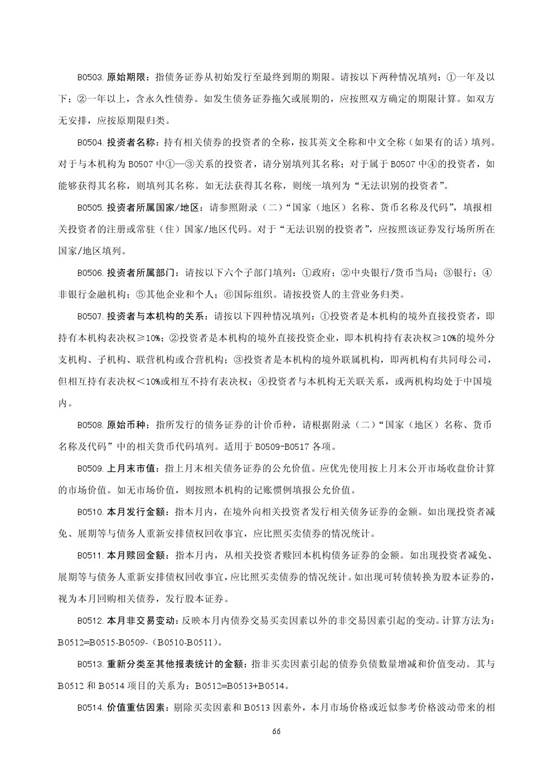 B0503. 原始期限：指债务证券从初始发行至最终到期的期限。请按以下两种情况填列：①一年及以
下；②一年以上，含永久性债券。如发生债务证券拖欠或展期的，应按照双方确定的期限计算。如双方
无安排，应按原期限归类。
B0504. 投资者名称：持有相关债券的投资者的全称，按其英文全称和中文全称（如果有的话）填列。
对于与本机构为 B0507 中①—③关系的投资者，请分别填列其名称；对于属于 B0507 中④的投资者，如
能够获得其名称，则填列其名称。如无法获得其名称，则统一填列为“无法识别的投资者”。
B0505. 投资者所属国家/地区：请参照附录（二）“国家（地区）名称、货币名称及代码”，填报相
关投资者的注册或常驻（住）国家/地区代码。对于“无法识别的投资者”，应按照该证券发行场所所在
国家/地区填列。
B0506. 投资者所属部门：请按以下六个子部门填列：①政府；②中央银行/货币当局；③银行；④
非银行金融机构；⑤其他企业和个人；⑥国际组织。请按投资人的主营业务归类。
B0507. 投资者与本机构的关系：请按以下四种情况填列：①投资者是本机构的境外直接投资者，即
持有本机构表决权≥10%；②投资者是本机构的境外直接投资企业，即本机构持有表决权≥10%的境外分
支机构、子机构、联营机构或合营机构；③投资者是本机构的境外联属机构，即两机构有共同母公司，
但相互持有表决权＜10%或相互不持有表决权；④投资者与本机构无关联关系，或两机构均处于中国境
内。
B0508. 原始币种：指所发行的债务证券的计价币种，请根据附录（二）“国家（地区）名称、货币
名称及代码”中的相关货币代码填列。适用于 B0509-B0517 各项。
B0509. 上月末市值：指上月末相关债务证券的公允价值。应优先使用按上月末公开市场收盘价计算
的市场价值。如无市场价值，则按照本机构的记账惯例填报公允价值。
B0510. 本月发行金额：指本月内，在境外向相关投资者发行相关债务证券的金额。如出现投资者减
免、展期等与债务人重新安排债权回收事宜，应比照买卖债券的情况统计。
B0511. 本月赎回金额：指本月内，从相关投资者赎回本机构债务证券的金额。如出现投资者减免、
展期等与债务人重新安排债权回收事宜，应比照买卖债券的情况统计。如出现可转债转换为股本证券的，
视为本月回购相关债券，发行股本证券。
B0512. 本月非交易变动：反映本月内债券交易买卖因素以外的非交易因素引起的变动。计算方法为：
B0512=B0515-B0509-（B0510-B0511）。
B0513. 重新分类至其他报表统计的金额：指非买卖因素引起的债券负债数量增减和价值变动。其与
B0512 和 B0514 项目的关系为：B0512=B0513+B0514。
B0514. 价值重估因素：剔除买卖因素和 B0513 因素外，本月市场价格或近似参考价格波动带来的相
66